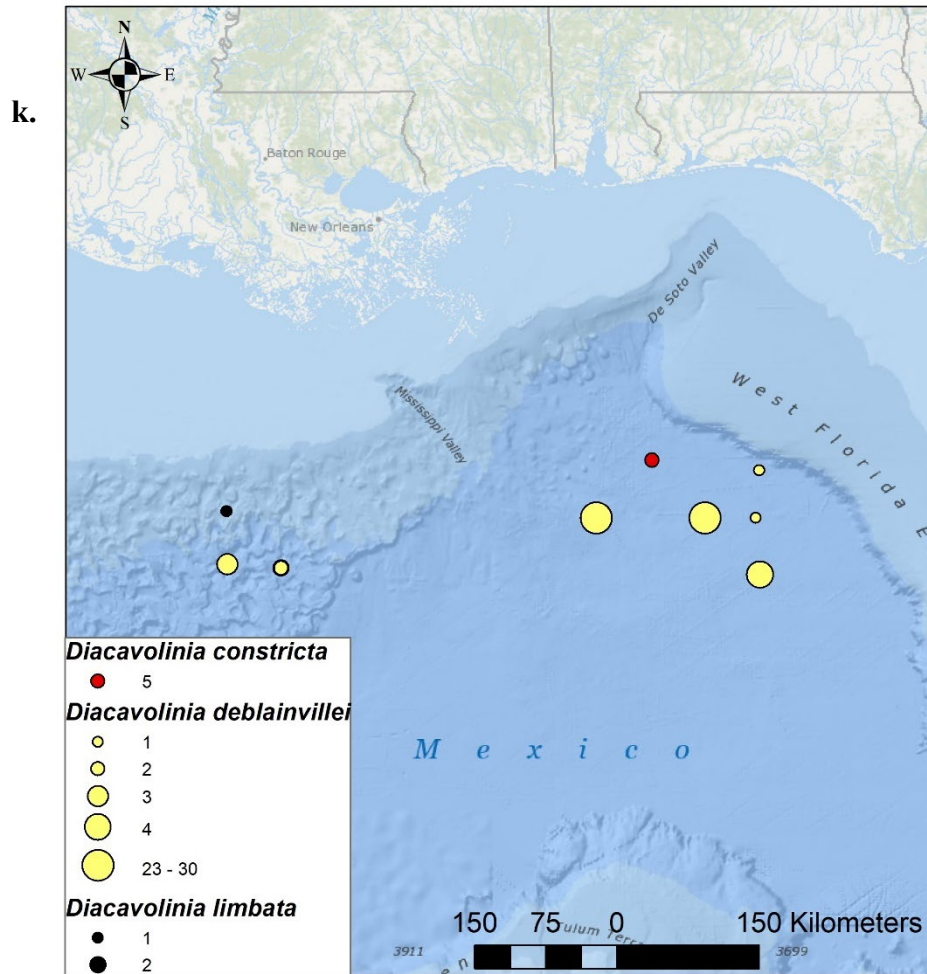 k.
N
W E
S
Baton Rouge
New Orleans
De Soto Valley
Mississippi Valley
West Florida E
Mexico
Diacavolinia constricta
5
Diacavolinia deblainvillei
1
2
3
4
23 - 30
Diacavolinia limbata
1
2
150 75 0 150 Kilometers
3911
3699